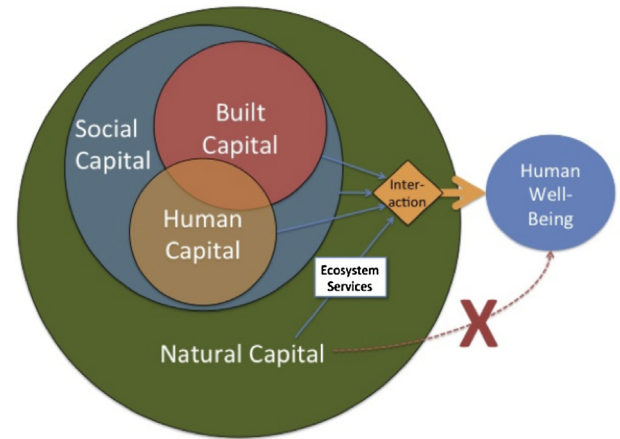 Built
Capital
Social
Capital
Human
Capital
Inter-
action
Human
Well-
Being
Ecosystem
Services
Natural Capital
X